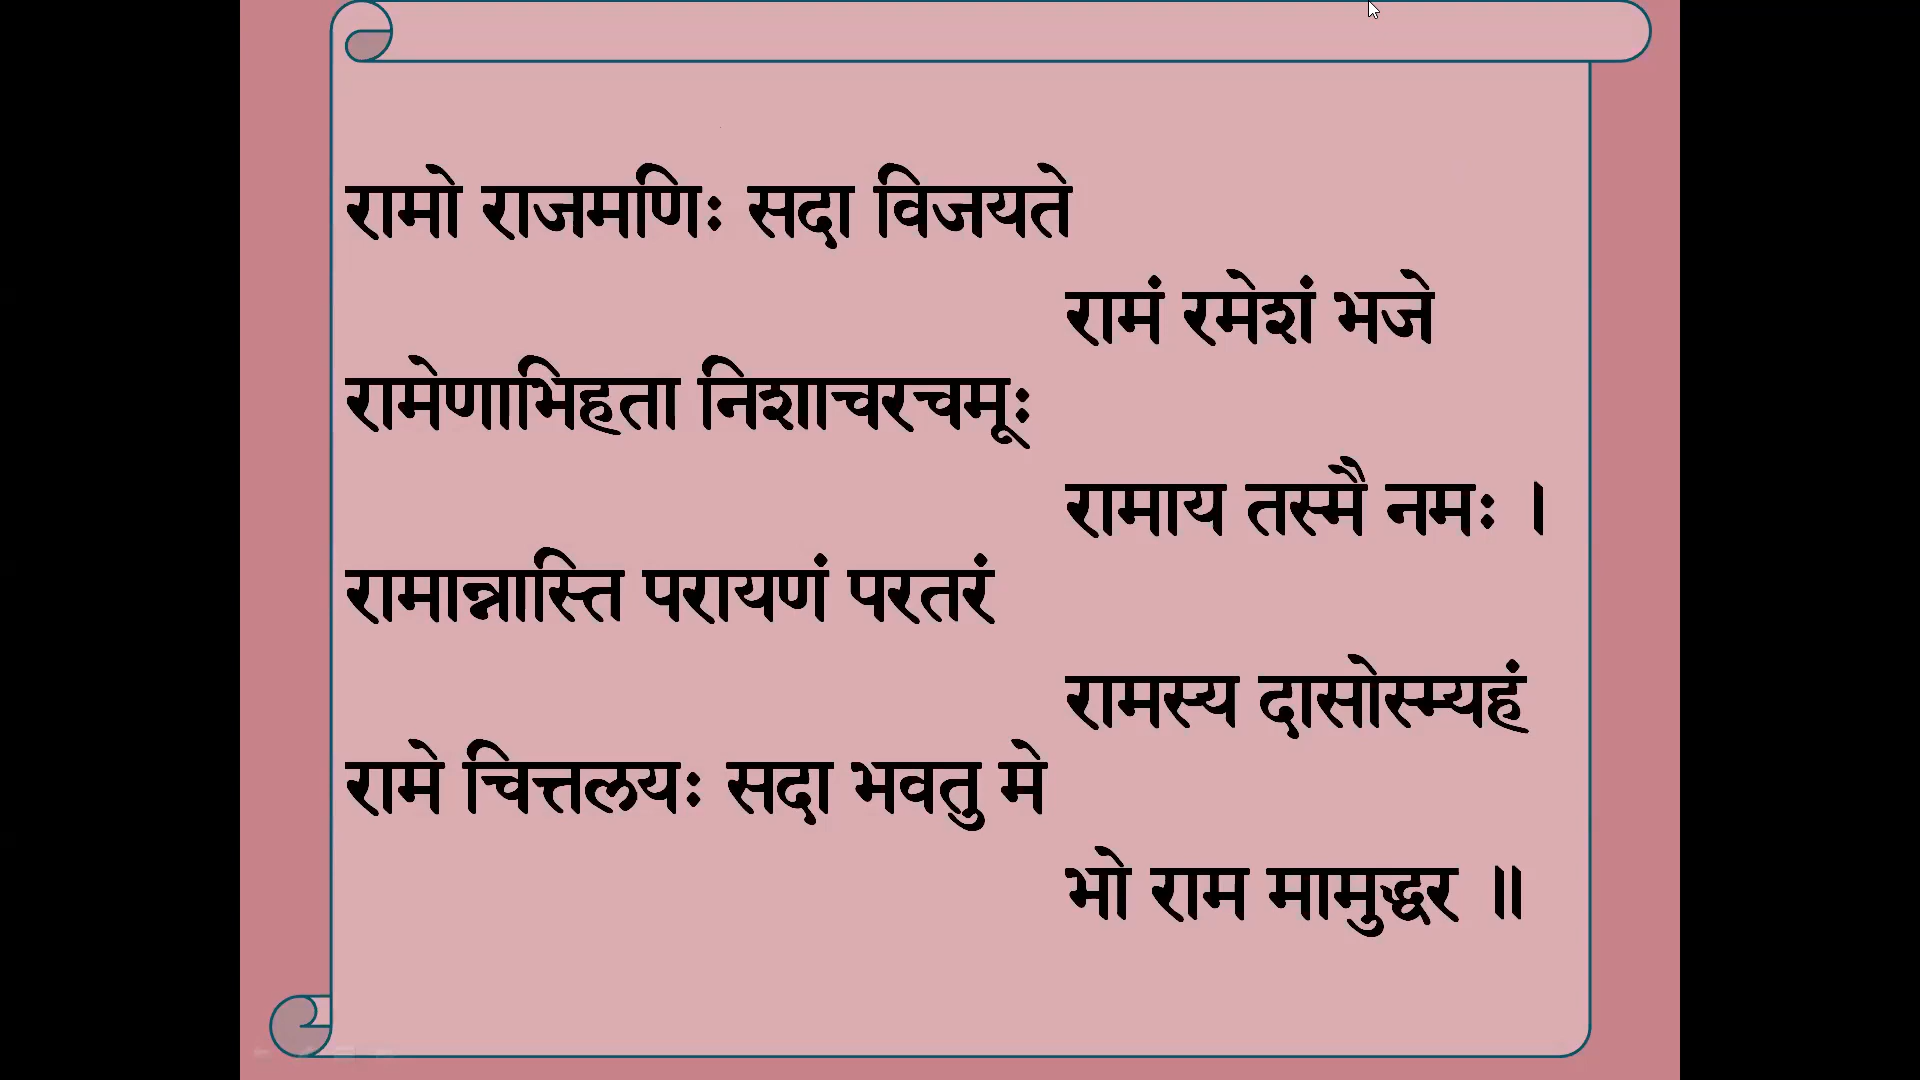 रामो राजमणिः सदा विजयते
रामं रमेशं भजे
रामेणाभिहता निशाचरचमूः
रामाय तस्मै नमः ।
रामान्नास्ति परायणं परतरं
रामस्य दासोस्म्यहं
रामे चित्तलयः सदा भवतु मे
भो राम मामुद्धर ॥